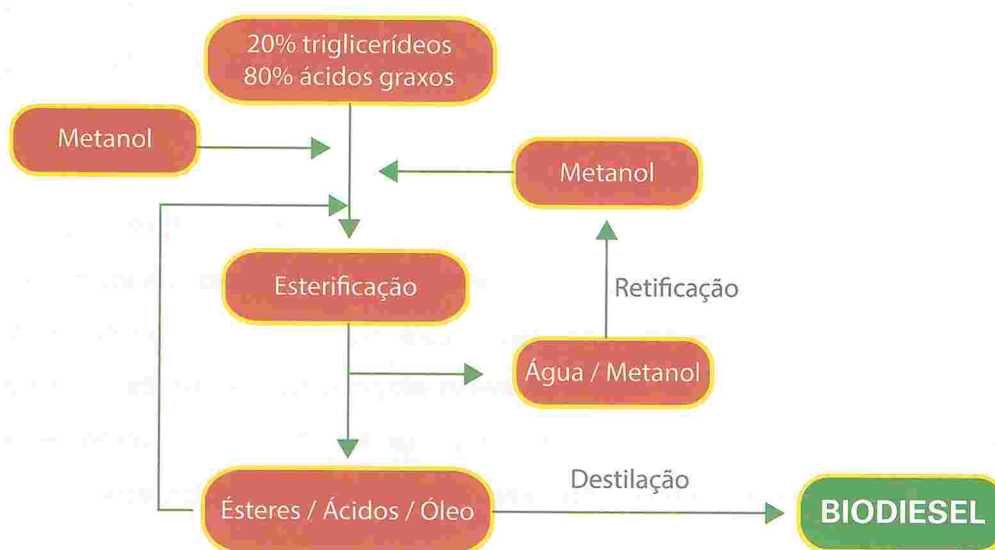 20% triglicerídeos
80% ácidos graxos
Metanol
Metanol
Esterificação
Retificação
Água / Metanol
Destilação
Ésteres / Ácidos / Óleo
BIODIESEL